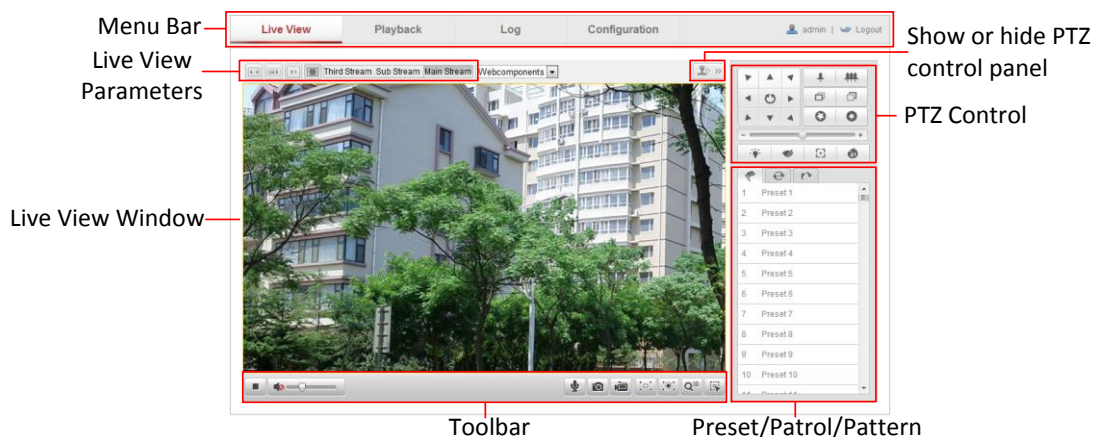 Menu Bar
Live View Playback Log Configuration admin | Logout
Live View
Parameters
Third Stream Sub Stream Main Stream Webcomponents
Show or hide PTZ
control panel
PTZ Control
Live View Window
1 Preset 1
2 Preset 2
3 Preset 3
4 Preset 4
5 Preset 5
6 Preset 6
7 Preset 7
8 Preset 8
9 Preset 9
10 Preset 10
Toolbar
Preset/Patrol/Pattern